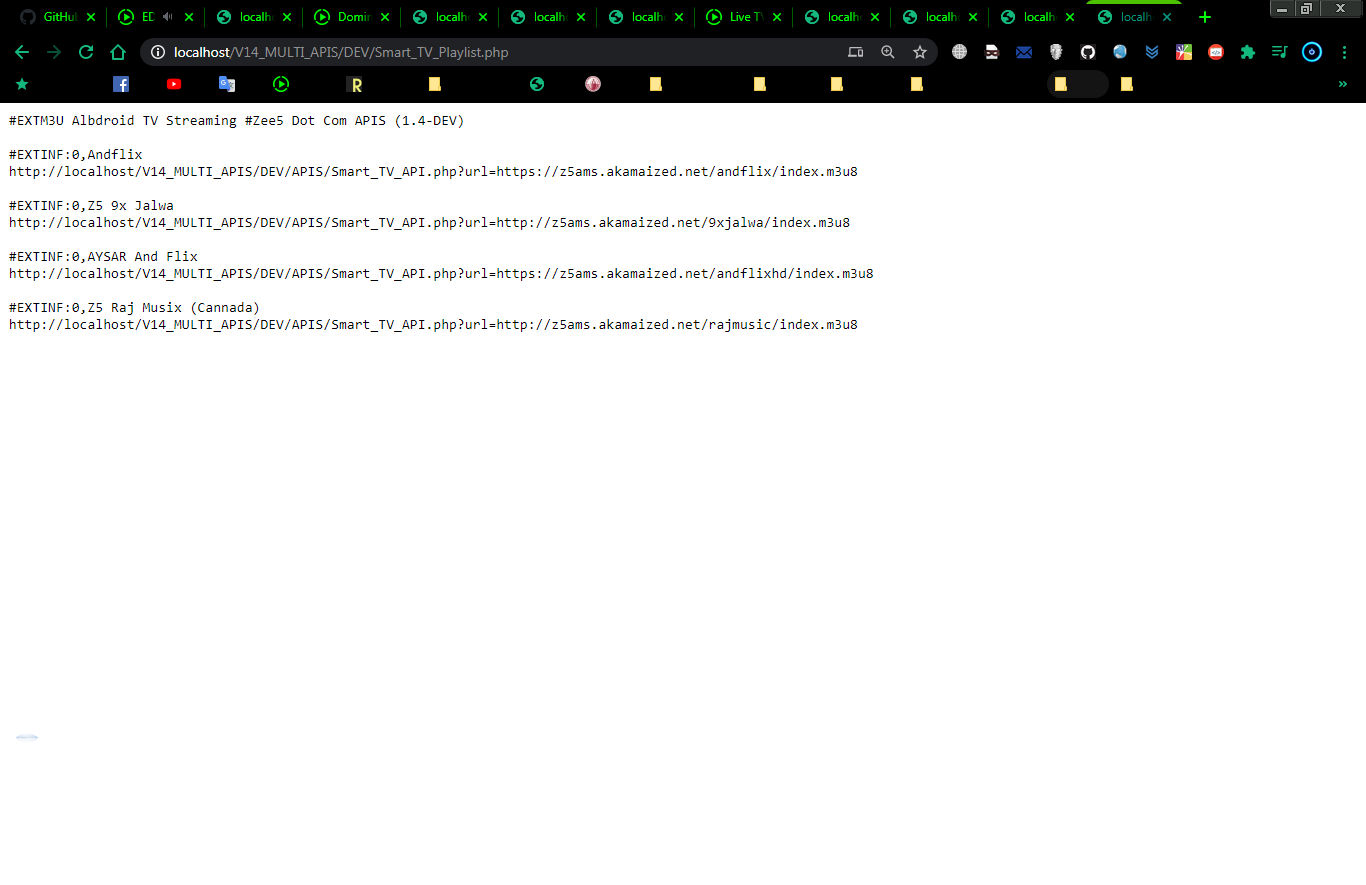 GitHub
ED
localh
Domin
localh
localh
localh
Live TV
localh
localh
localh
localh
localhost/V14_MULTI_APIS/DEV/Smart_TV_Playlist.php
#EXTM3U Albdroid TV Streaming #Zee5 Dot Com APIS (1.4-DEV)
#EXTINF:0,Andflix
http://localhost/V14_MULTI_APIS/DEV/APIS/Smart_TV_API.php?url=https://z5ams.akamaized.net/andflix/index.m3u8
#EXTINF:0,Z5 9x Jalwa
http://localhost/V14_MULTI_APIS/DEV/APIS/Smart_TV_API.php?url=http://z5ams.akamaized.net/9xjalwa/index.m3u8
#EXTINF:0,AYSAR And Flix
http://localhost/V14_MULTI_APIS/DEV/APIS/Smart_TV_API.php?url=https://z5ams.akamaized.net/andflixhd/index.m3u8
#EXTINF:0,Z5 Raj Musix (Cannada)
http://localhost/V14_MULTI_APIS/DEV/APIS/Smart_TV_API.php?url=http://z5ams.akamaized.net/rajmusic/index.m3u8